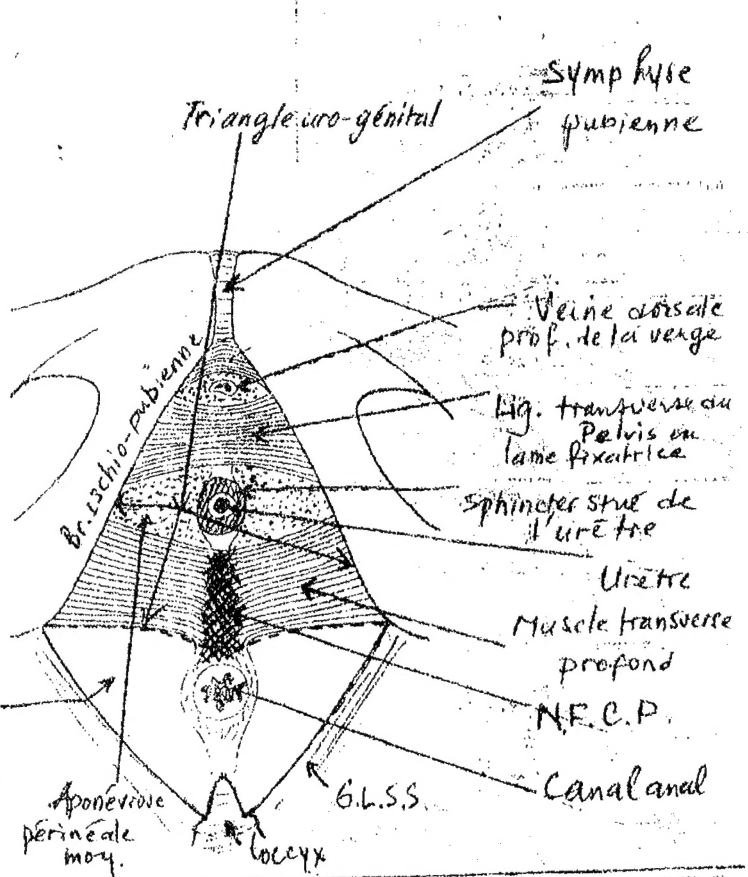 Symphyse
pubienne
Triangle uro-génital
Br. ischio-pubienne
Veine dorsale
prof. de la verge
Lig. transverse du
Pelvis ou
lame fixatrice
Sphincter strié de
l'urètre
Urètre
Muscle transverse
profond
N.F.C.P.
Canal anal
G.L.S.S.
Aponévrose
périnéale
moy.
Coccyx